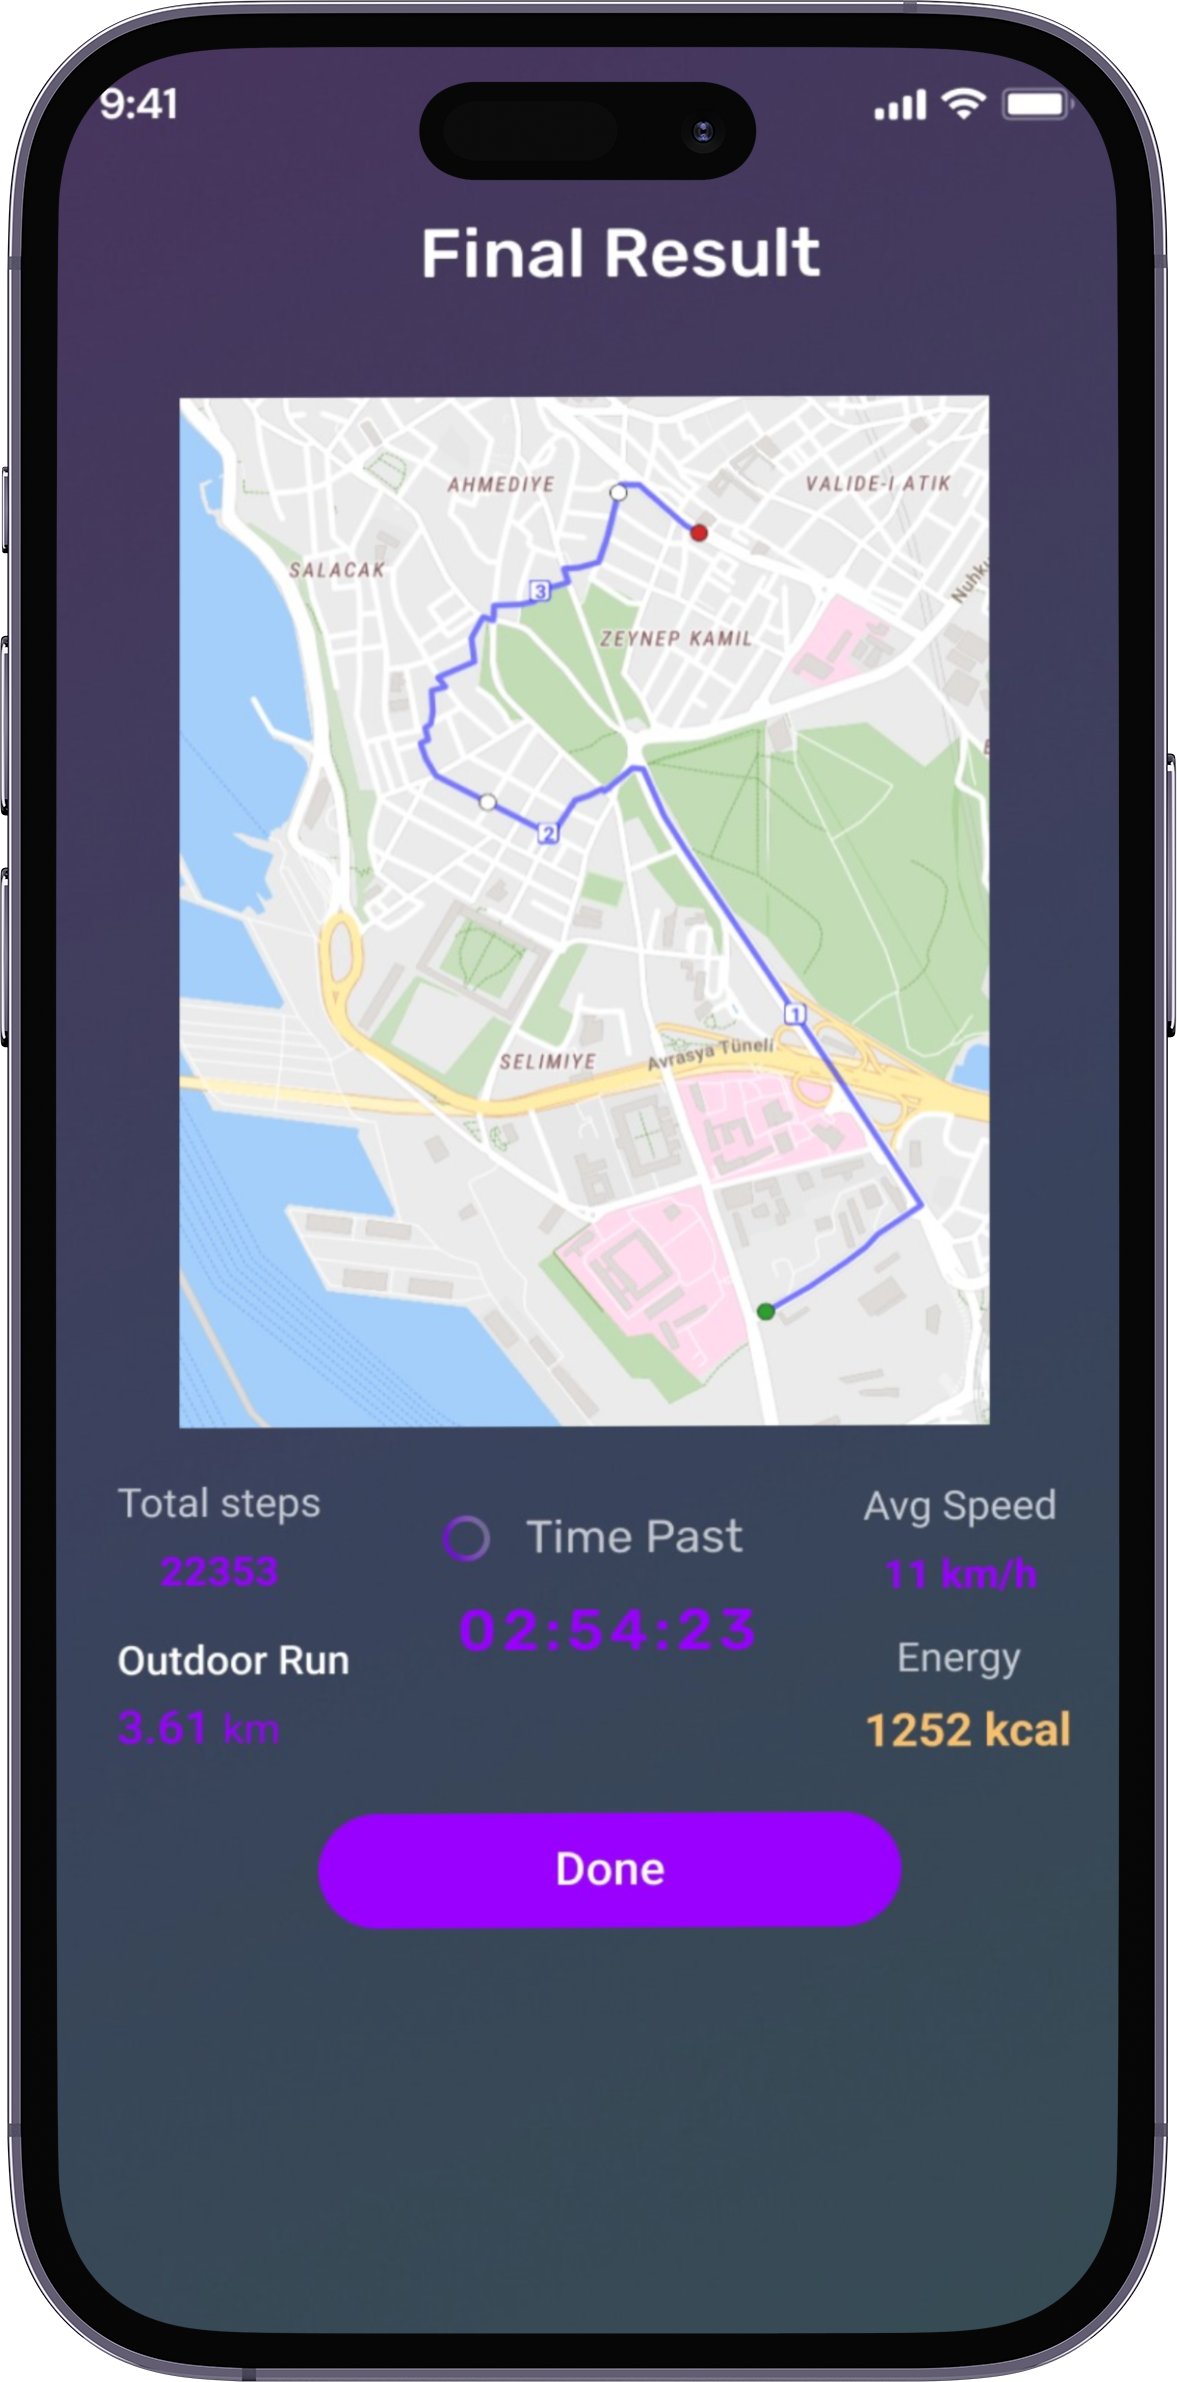 9:41
Final Result
AHMEDIYE
VALIDE-I ATIK
SALACAK
3
ZEYNEP KAMIL
2
1
SELIMIYE
Avrasya Tüneli
Total steps
22353
Time Past
02:54:23
Avg Speed
11 km/h
Outdoor Run
3.61 km
Energy
1252 kcal
Done